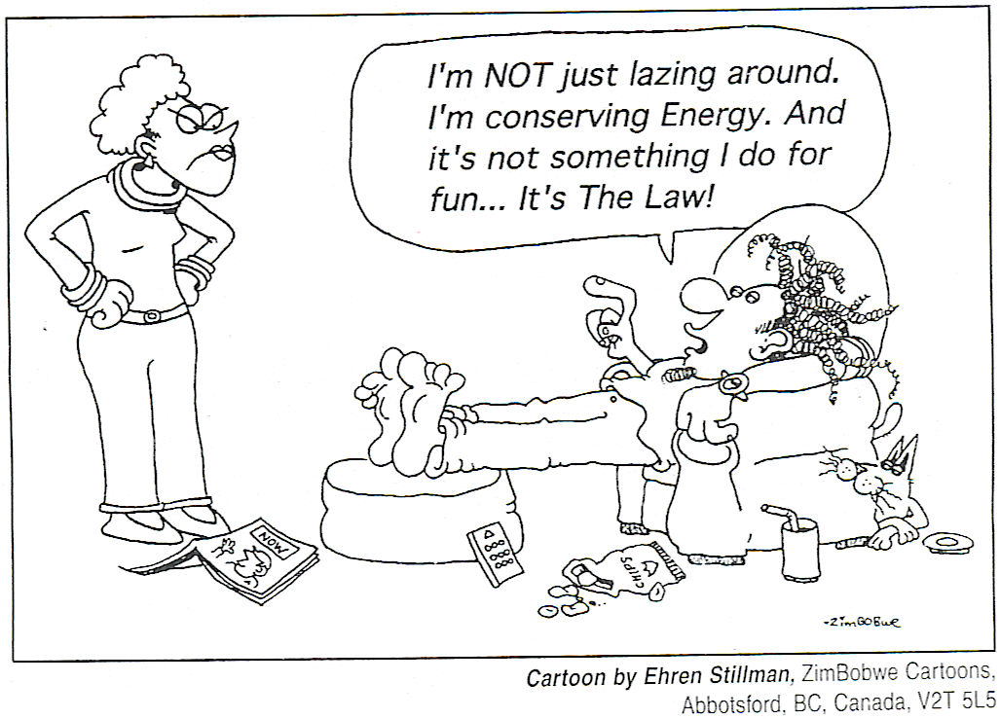 I'm NOT just lazing around.
I'm conserving Energy. And
it's not something I do for
fun... It's The Law!
MOW
CHIPS
-ZimBOBwe
Cartoon by Ehren Stillman, ZimBobwe Cartoons,
Abbotsford, BC, Canada, V2T 5L5